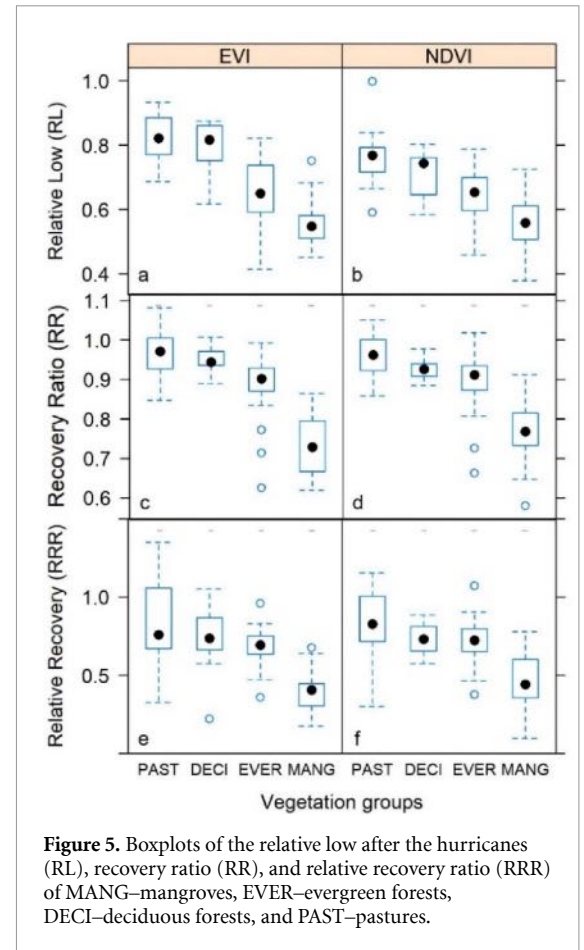 EVI NDVI
Relative Low (RL)
1.0
0.8
0.6
0.4
a b
Recovery Ratio (RR)
1.1
1.0
0.9
0.8
0.7
0.6
c d
Relative Recovery (RRR)
1.0
0.5
e f
PAST DECI EVER MANG PAST DECI EVER MANG
Vegetation groups
Figure 5. Boxplots of the relative low after the hurricanes
(RL), recovery ratio (RR), and relative recovery ratio (RRR)
of MANG–mangroves, EVER–evergreen forests,
DECI–deciduous forests, and PAST–pastures.